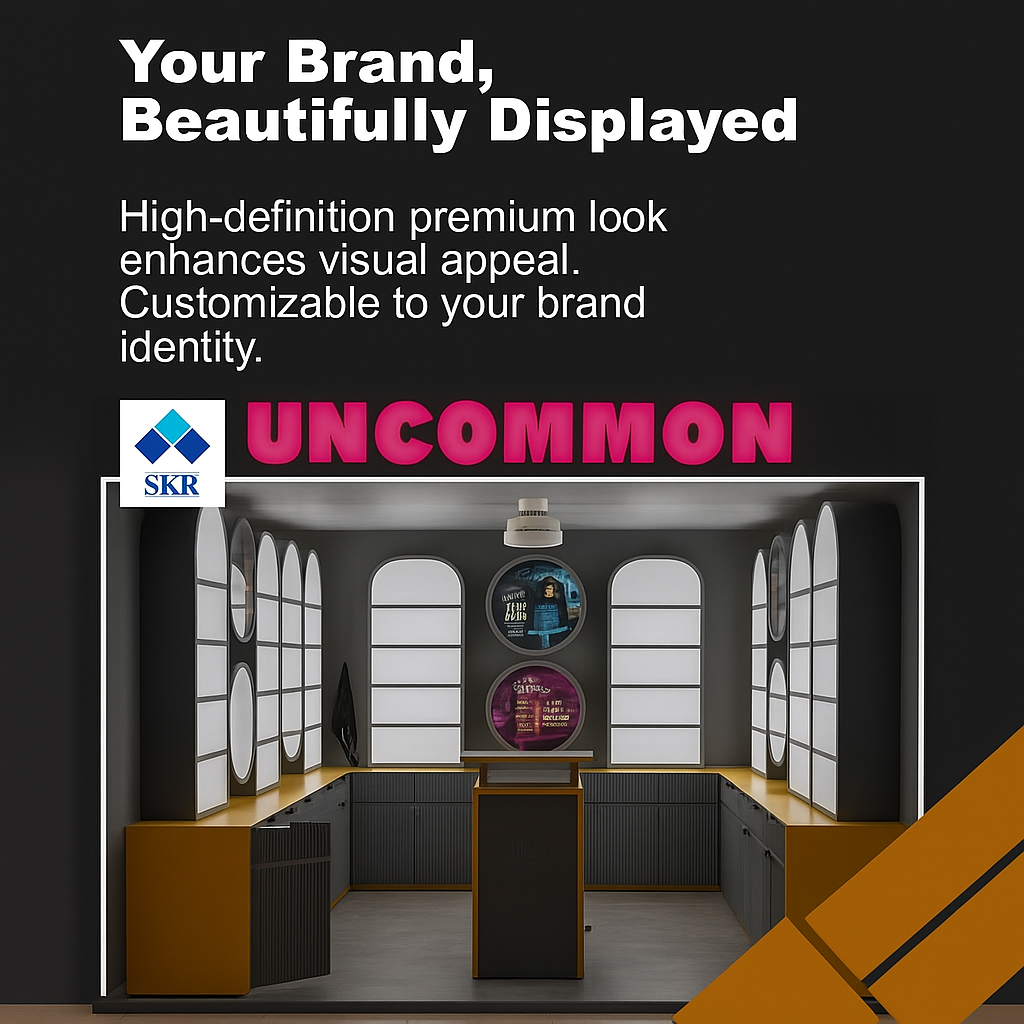 Your Brand,
Beautifully Displayed
High-definition premium look
enhances visual appeal.
Customizable to your brand
identity.
UNCOMMON
SKR